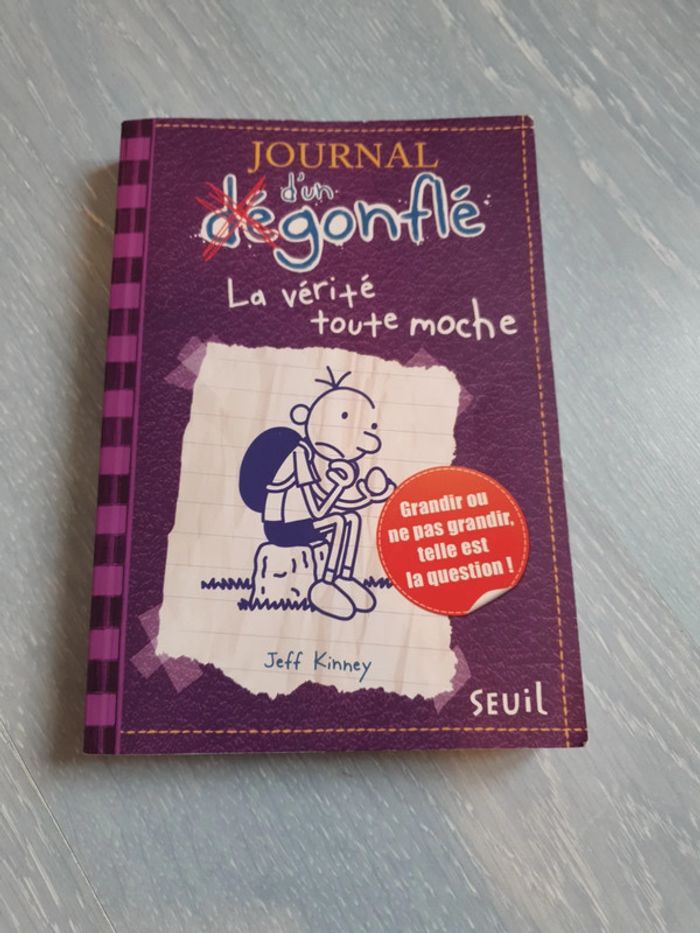 JOURNAL
d'un
dégonflé
La vérité
toute moche
Grandir ou
ne pas grandir,
telle est
la question !
Jeff Kinney
SEUIL